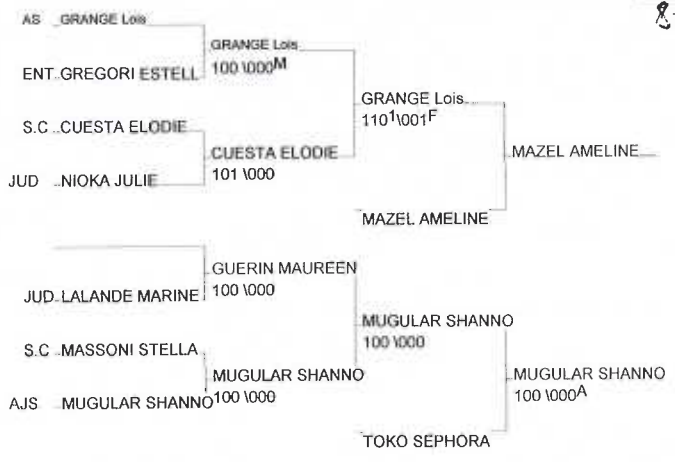 AS GRANGE Lois
GRANGE Lois
100 \000M
ENT GREGORI ESTELL
GRANGE Lois
1101\001F
S.C CUESTA ELODIE
CUESTA ELODIE
101 \000
MAZEL AMELINE
JUD NIOKA JULIE
MAZEL AMELINE
GUERIN MAUREEN
100 \000
JUD LALANDE MARINE
MUGULAR SHANNO
100 \000
S.C MASSONI STELLA
MUGULAR SHANNO
100 \000
MUGULAR SHANNO
100 \000A
AJS MUGULAR SHANNO
TOKO SEPHORA